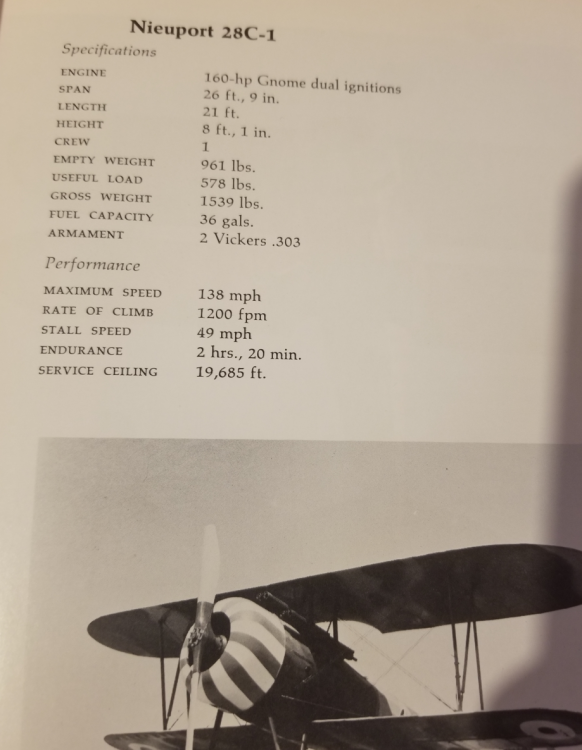 Nieuport 28C-1
Specifications
ENGINE 160-hp Gnome dual ignitions
SPAN 26 ft., 9 in.
LENGTH 21 ft.
HEIGHT 8 ft., 1 in.
CREW 1
EMPTY WEIGHT 961 lbs.
USEFUL LOAD 578 lbs.
GROSS WEIGHT 1539 lbs.
FUEL CAPACITY 36 gals.
ARMAMENT 2 Vickers .303
Performance
MAXIMUM SPEED 138 mph
RATE OF CLIMB 1200 fpm
STALL SPEED 49 mph
ENDURANCE 2 hrs., 20 min.
SERVICE CEILING 19,685 ft.